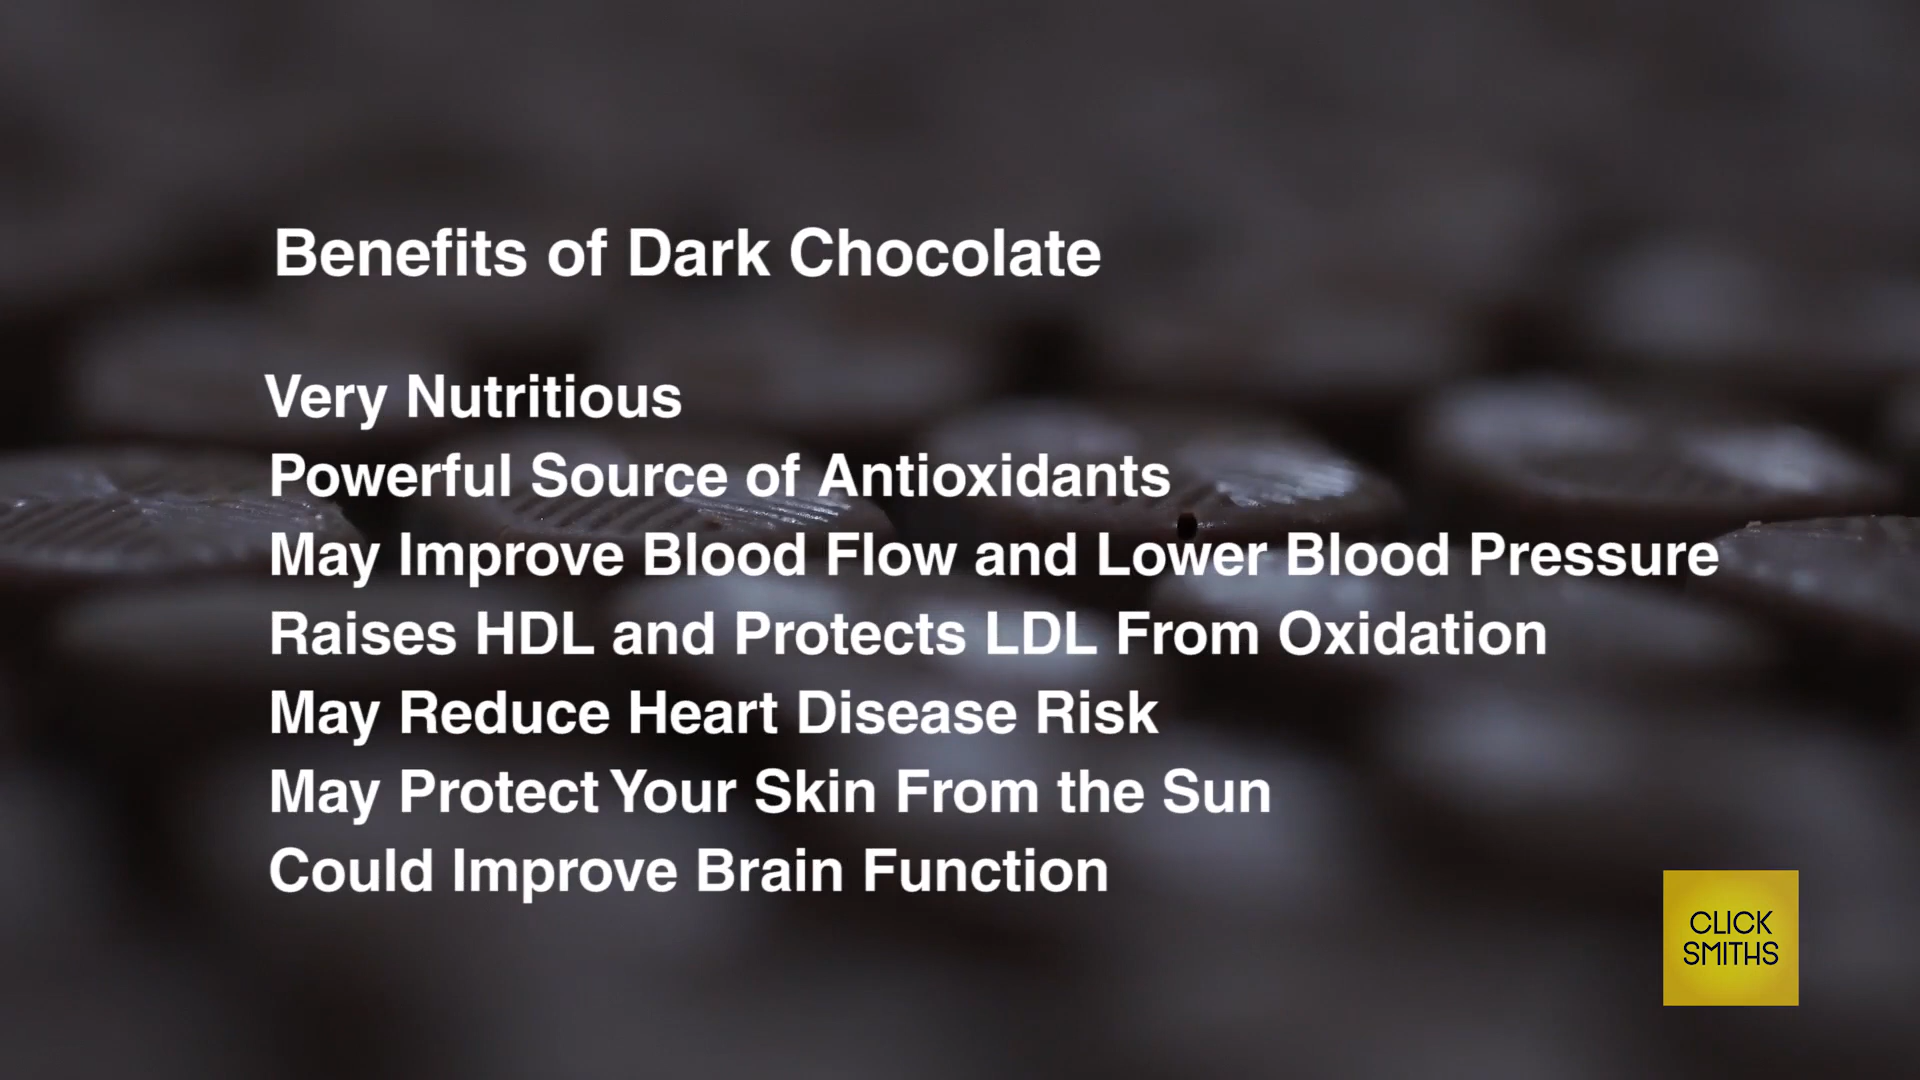 Benefits of Dark Chocolate
Very Nutritious
Powerful Source of Antioxidants
May Improve Blood Flow and Lower Blood Pressure
Raises HDL and Protects LDL From Oxidation
May Reduce Heart Disease Risk
May Protect Your Skin From the Sun
Could Improve Brain Function
CLICK
SMITHS